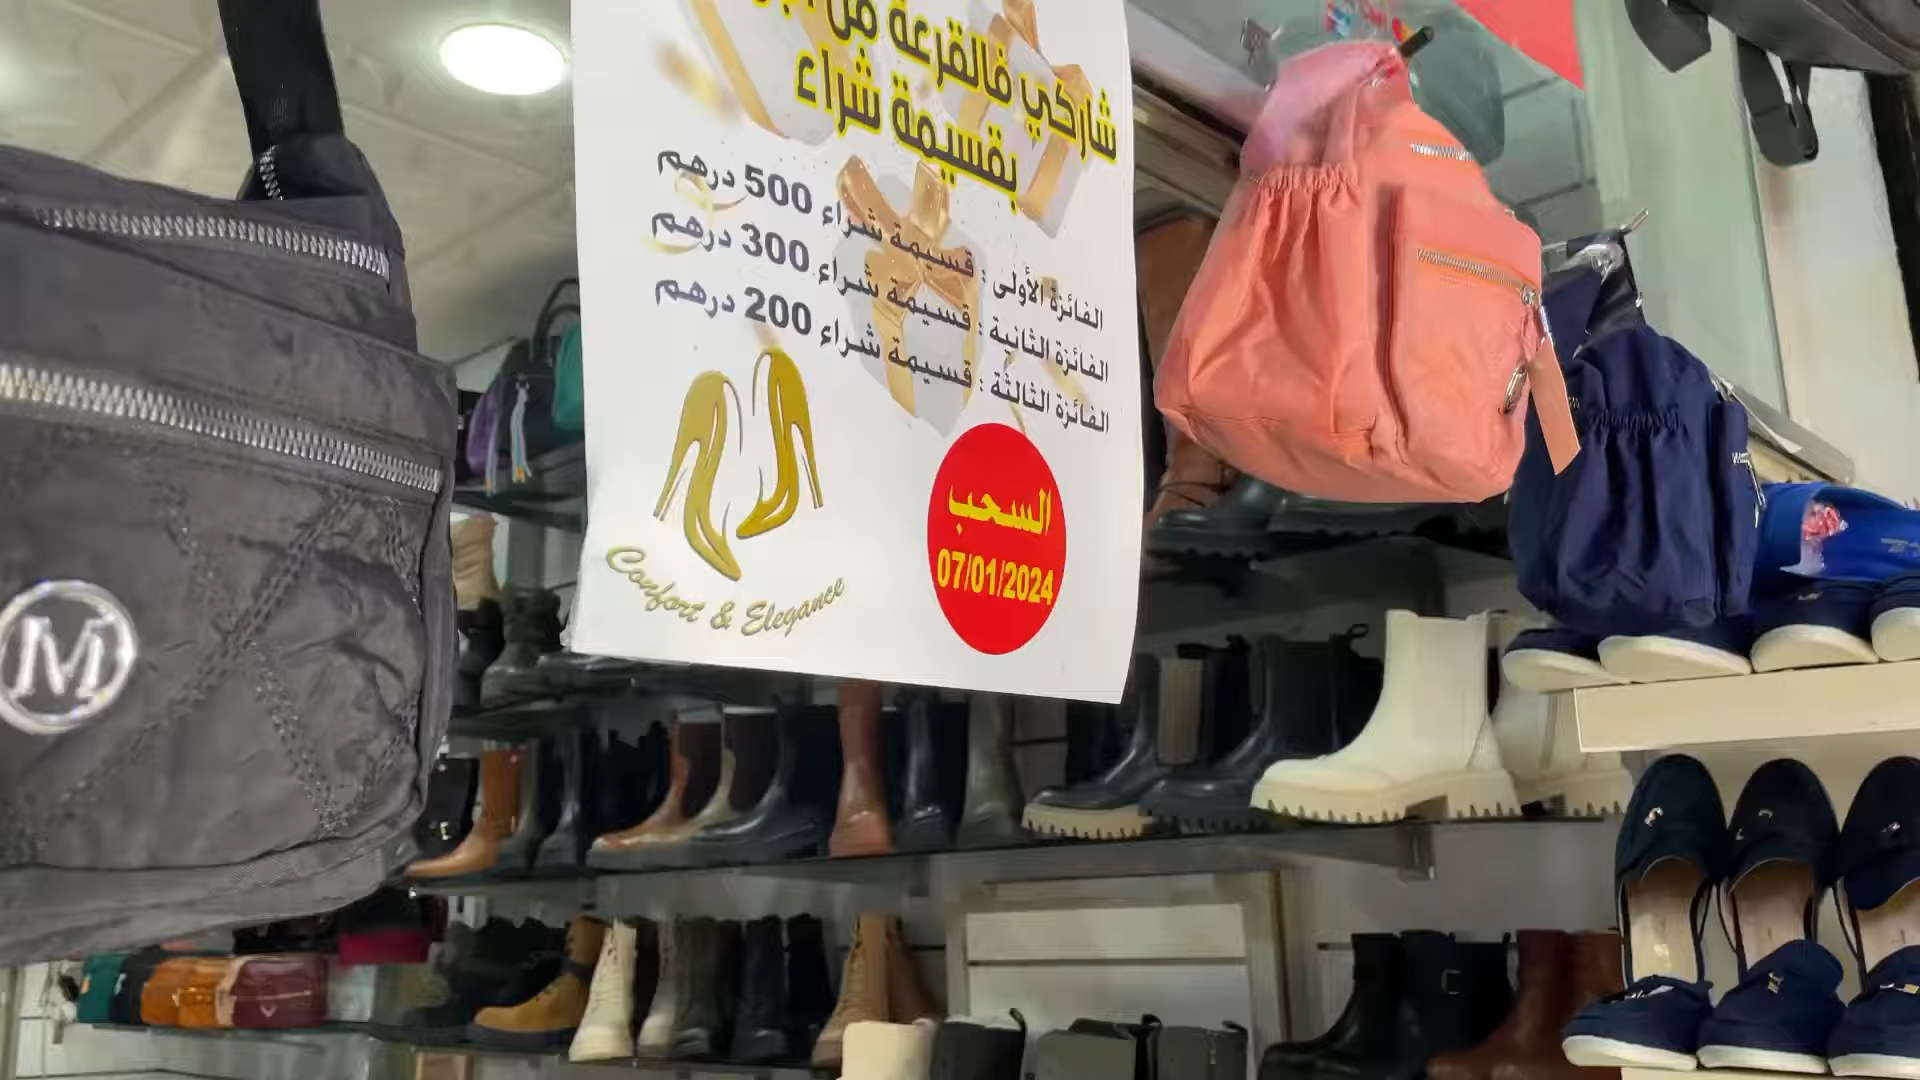 شاركي فالقرعة من
بقسيمة شراء
الفائزة الأولى : قسيمة شراء 500 درهم
الفائزة الثانية : قسيمة شراء 300 درهم
الفائزة الثالثة : قسيمة شراء 200 درهم
السحب
07/01/2024
Confort & Elegance
M